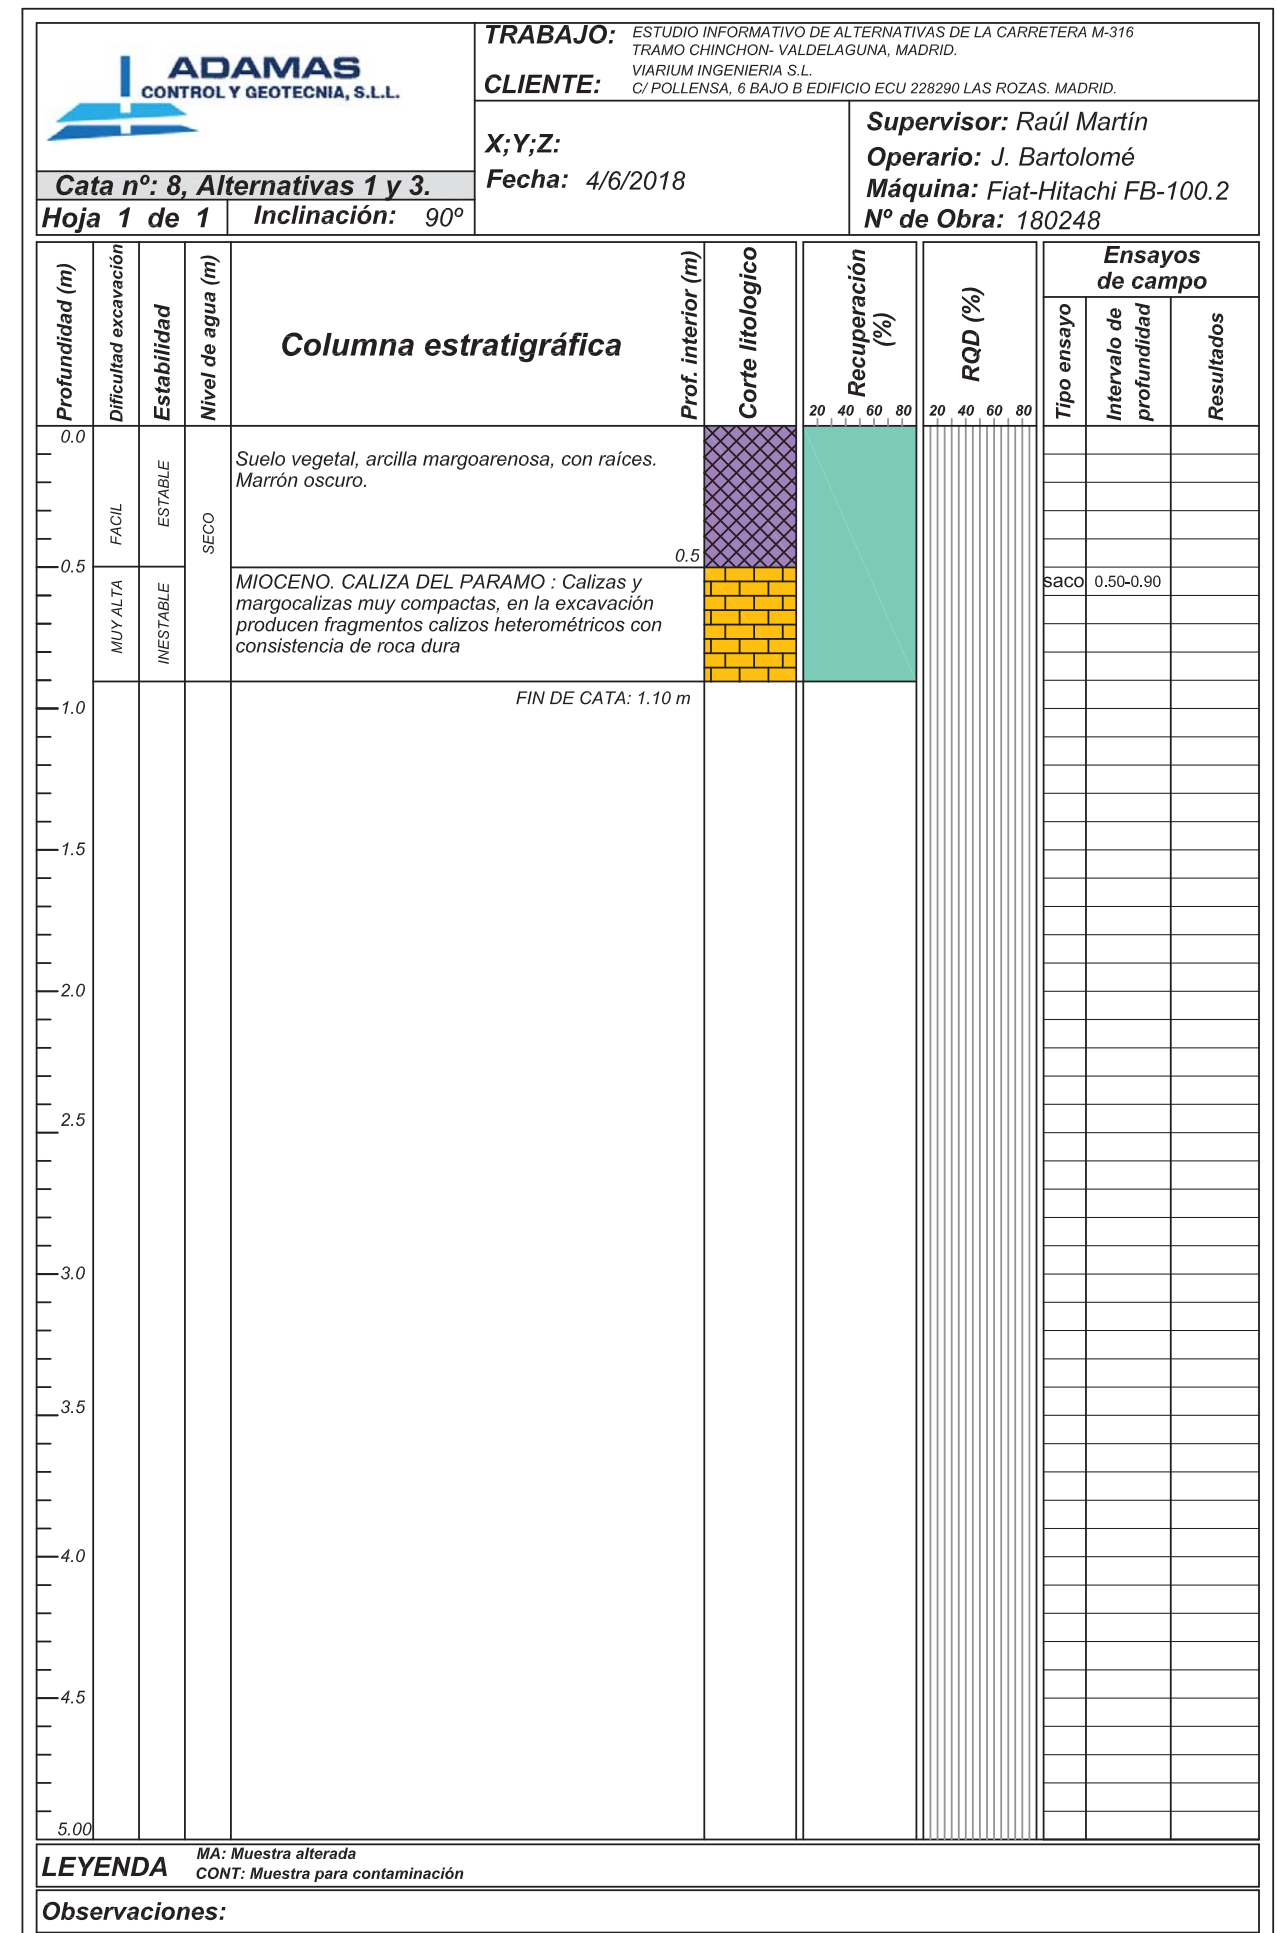 ADAMAS
CONTROL Y GEOTECNIA, S.L.L.
TRABAJO: ESTUDIO INFORMATIVO DE ALTERNATIVAS DE LA CARRETERA M-316
TRAMO CHINCHON- VALDELAGUNA, MADRID.
CLIENTE: VIARIUM INGENIERIA S.L.
C/ POLLENSA, 6 BAJO B EDIFICIO ECU 228290 LAS ROZAS. MADRID.
Cata nº: 8, Alternativas 1 y 3.
Hoja 1 de 1
Inclinación: 90º
X;Y;Z:
Fecha: 4/6/2018
Supervisor: Raúl Martín
Operario: J. Bartolomé
Máquina: Fiat-Hitachi FB-100.2
Nº de Obra: 180248
Profundidad (m)
Dificultad excavación
Estabilidad
Nivel de agua (m)
Columna estratigráfica
Prof. interior (m)
Corte litologico
Recuperación
(%)
20 40 60 80
RQD (%)
20 40 60 80
Ensayos
de campo
Tipo ensayo
Intervalo de
profundidad
Resultados
0.0
FACIL
ESTABLE
SECO
Suelo vegetal, arcilla margoarenosa, con raíces.
Marrón oscuro.
0.5
0.5
MUY ALTA
INESTABLE
MIOCENO. CALIZA DEL PARAMO : Calizas y
margocalizas muy compactas, en la excavación
producen fragmentos calizos heterométricos con
consistencia de roca dura
saco 0.50-0.90
FIN DE CATA: 1.10 m
1.0
1.5
2.0
2.5
3.0
3.5
4.0
4.5
5.00
LEYENDA
MA: Muestra alterada
CONT: Muestra para contaminación
Observaciones: